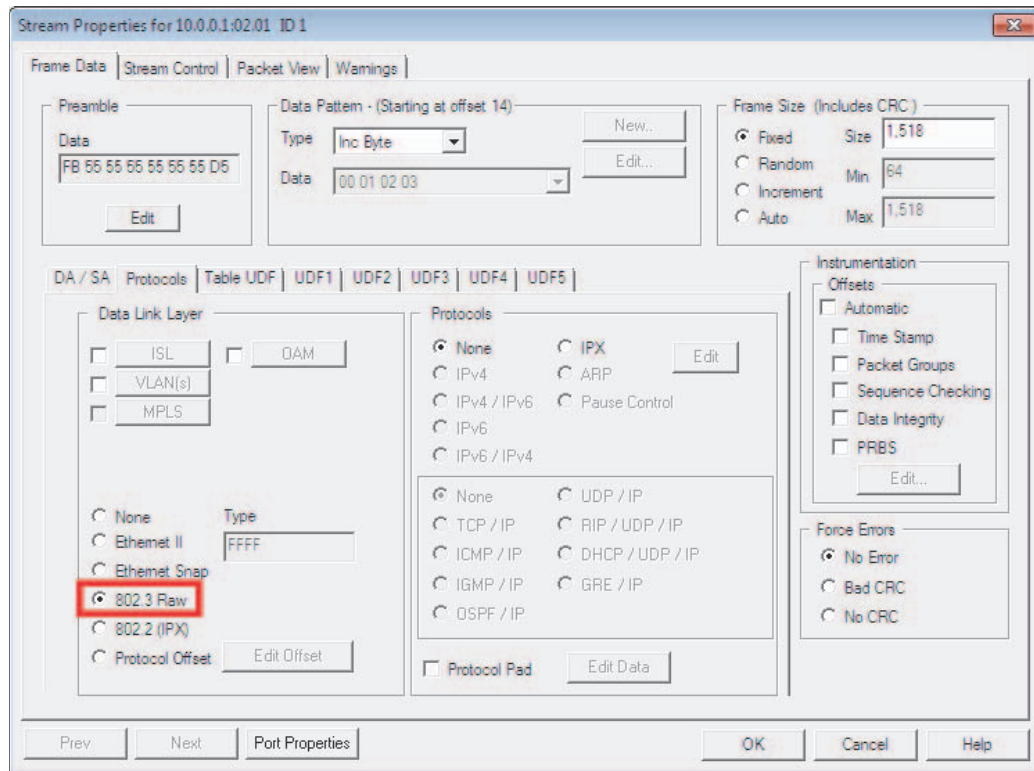 Stream Properties for 10.0.0.1:02.01 ID 1
Frame Data Stream Control Packet View Warnings
Preamble
Data
FB 55 55 55 55 55 55 D5
Edit
Data Pattern - (Starting at offset 14)
Type Inc Byte
New..
Data 00 01 02 03
Edit...
Frame Size (Includes CRC)
Fixed Size 1,518
Random Min 64
Increment
Auto Max 1,518
DA / SA Protocols Table UDF UDF1 UDF2 UDF3 UDF4 UDF5
Data Link Layer
ISL OAM
VLAN(s)
MPLS
None Type
Ethernet II FFFF
Ethernet Snap
802.3 Raw
802.2 (IPX)
Protocol Offset Edit Offset
Protocols
None IPX Edit
IPv4 ARP
IPv4 / IPv6 Pause Control
IPv6
IPv6 / IPv4
None UDP / IP
TCP / IP RIP / UDP / IP
ICMP / IP DHCP / UDP / IP
IGMP / IP GRE / IP
OSPF / IP
Protocol Pad Edit Data
Instrumentation
Offsets
Automatic
Time Stamp
Packet Groups
Sequence Checking
Data Integrity
PRBS
Edit...
Force Errors
No Error
Bad CRC
No CRC
Prev Next Port Properties OK Cancel Help